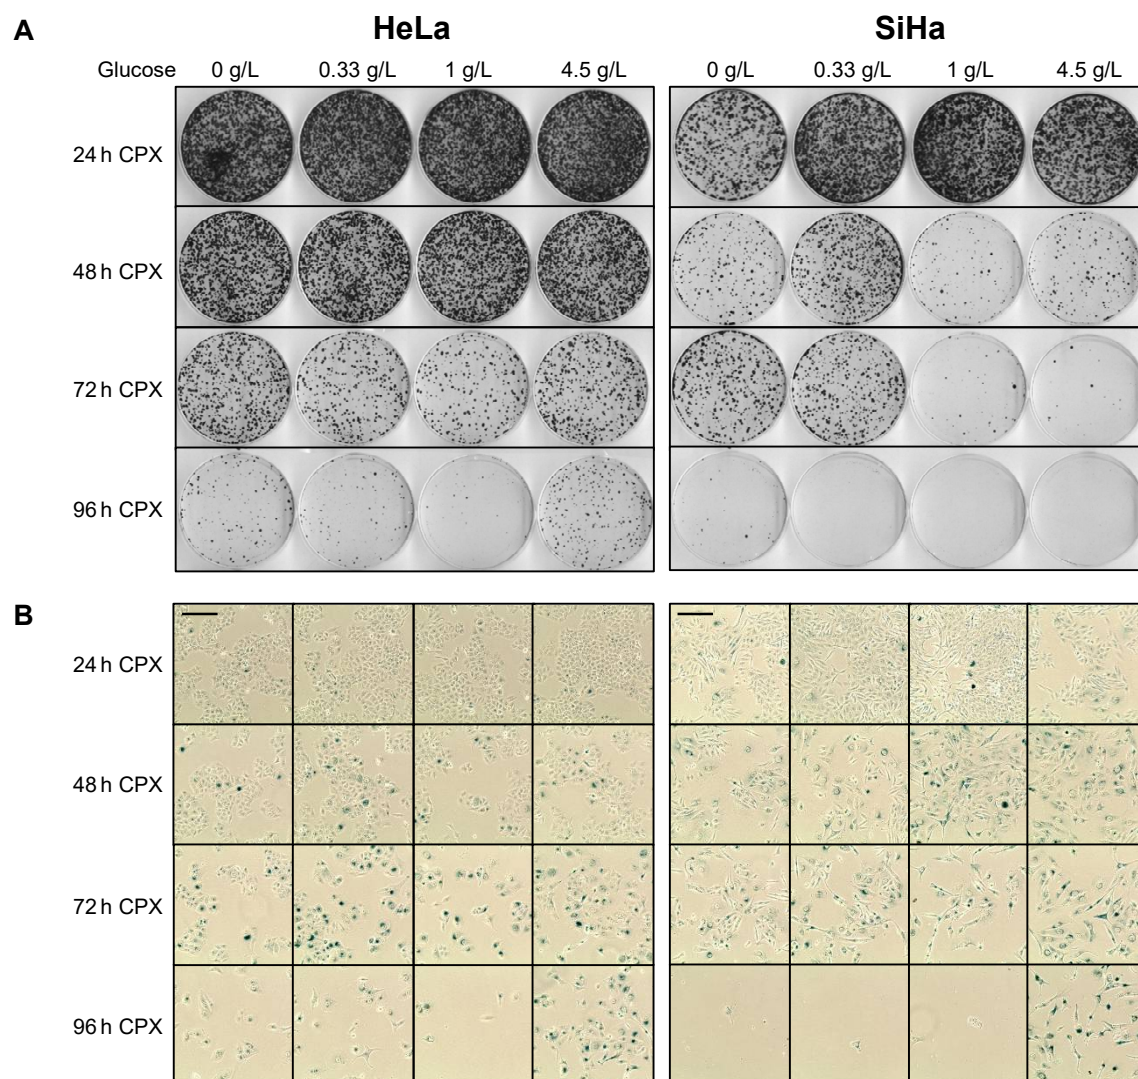 A
HeLa
SiHa
Glucose 0 g/L 0.33 g/L 1 g/L 4.5 g/L 0 g/L 0.33 g/L 1 g/L 4.5 g/L
24 h CPX
48 h CPX
72 h CPX
96 h CPX
B
24 h CPX
48 h CPX
72 h CPX
96 h CPX